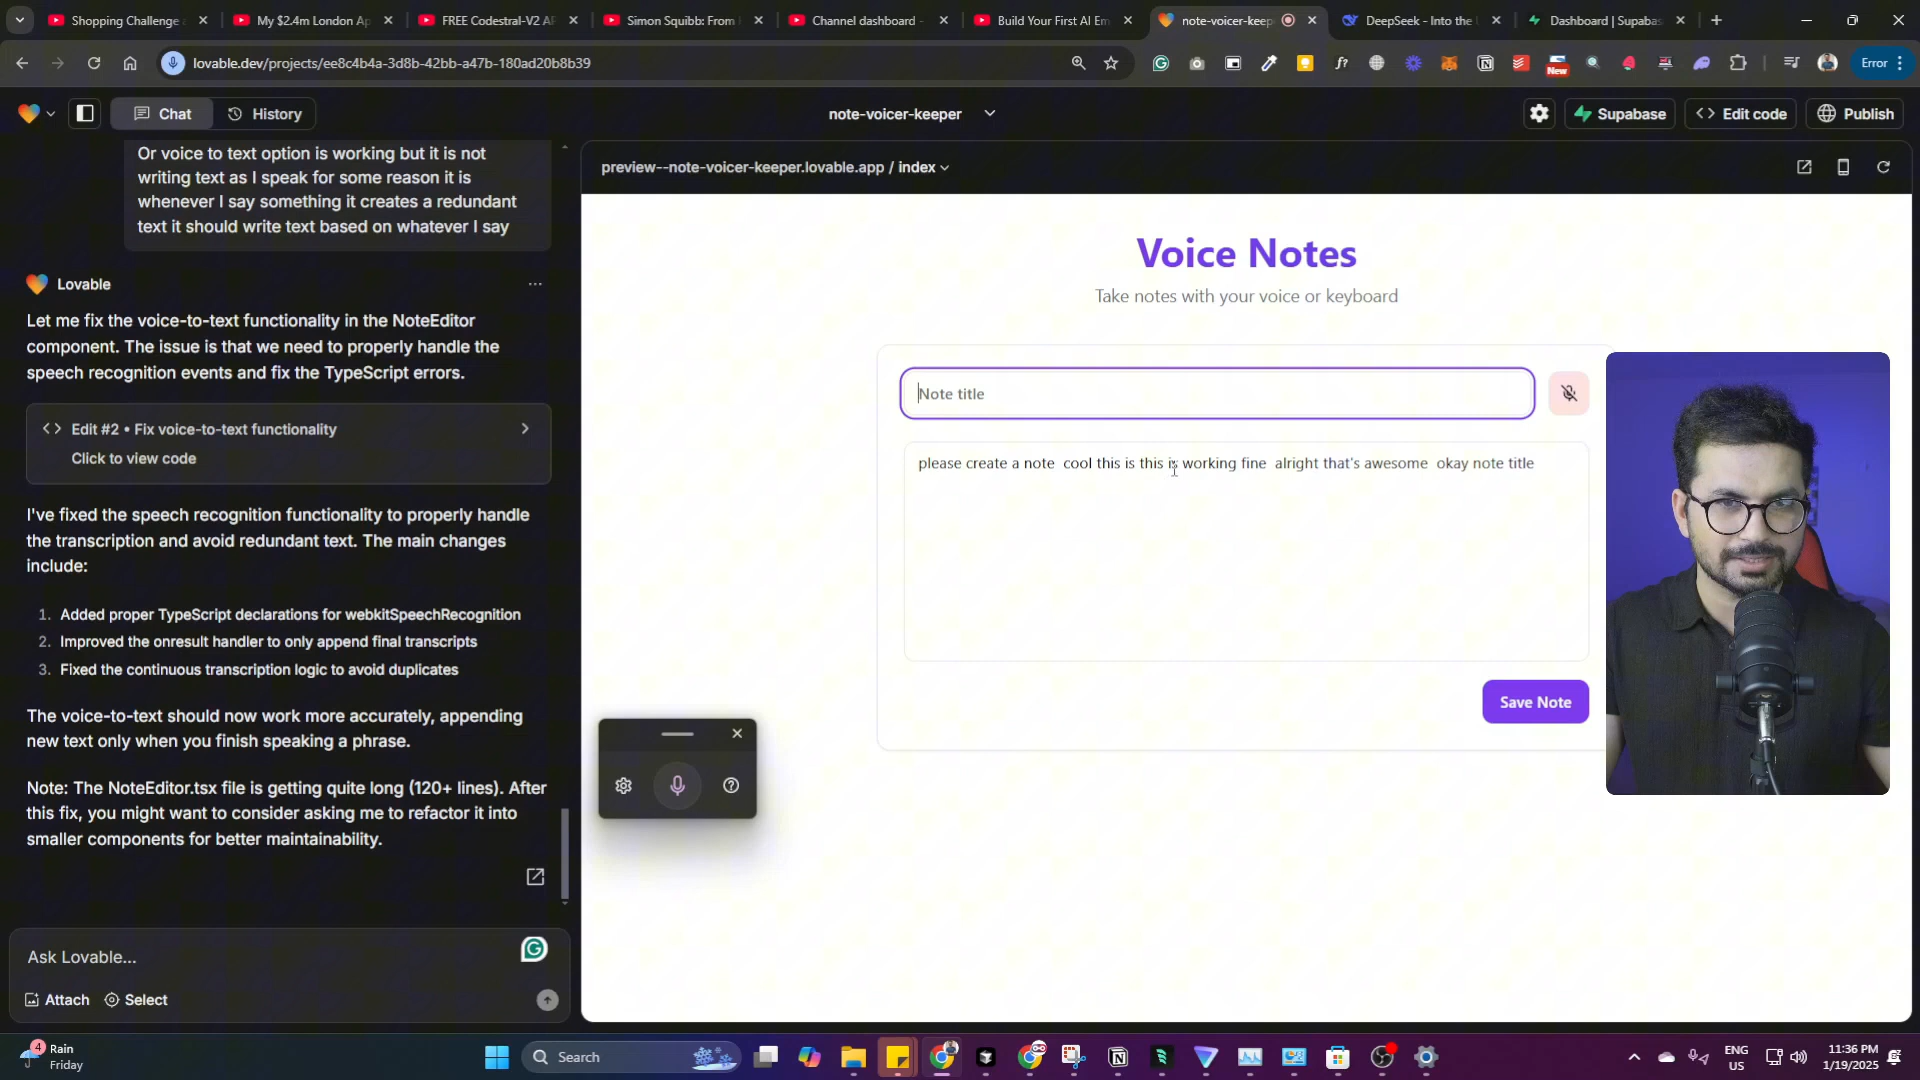 Shopping Challenge
My $2.4m London Ap
FREE Codestral-V2 AP
Simon Squibb: From
Channel dashboard -
Build Your First AI Em
note-voicer-keep
DeepSeek - Into the
Dashboard | Supabas
lovable.dev/projects/ee8c4b4a-3d8b-42bb-a47b-180ad20b8b39
New
Error
Chat
History
note-voicer-keeper
Supabase
Edit code
Publish
Or voice to text option is working but it is not
writing text as I speak for some reason it is
whenever I say something it creates a redundant
text it should write text based on whatever I say
Lovable
Let me fix the voice-to-text functionality in the NoteEditor
component. The issue is that we need to properly handle the
speech recognition events and fix the TypeScript errors.
Edit #2 • Fix voice-to-text functionality
Click to view code
I've fixed the speech recognition functionality to properly handle
the transcription and avoid redundant text. The main changes
include:
1. Added proper TypeScript declarations for webkitSpeechRecognition
2. Improved the onresult handler to only append final transcripts
3. Fixed the continuous transcription logic to avoid duplicates
The voice-to-text should now work more accurately, appending
new text only when you finish speaking a phrase.
Note: The NoteEditor.tsx file is getting quite long (120+ lines). After
this fix, you might want to consider asking me to refactor it into
smaller components for better maintainability.
Ask Lovable...
Attach
Select
preview--note-voicer-keeper.lovable.app / index
Voice Notes
Take notes with your voice or keyboard
Note title
please create a note cool this is this is working fine alright that's awesome okay note title
Save Note
4
Rain
Friday
Search
ENG
US
11:36 PM
1/19/2025